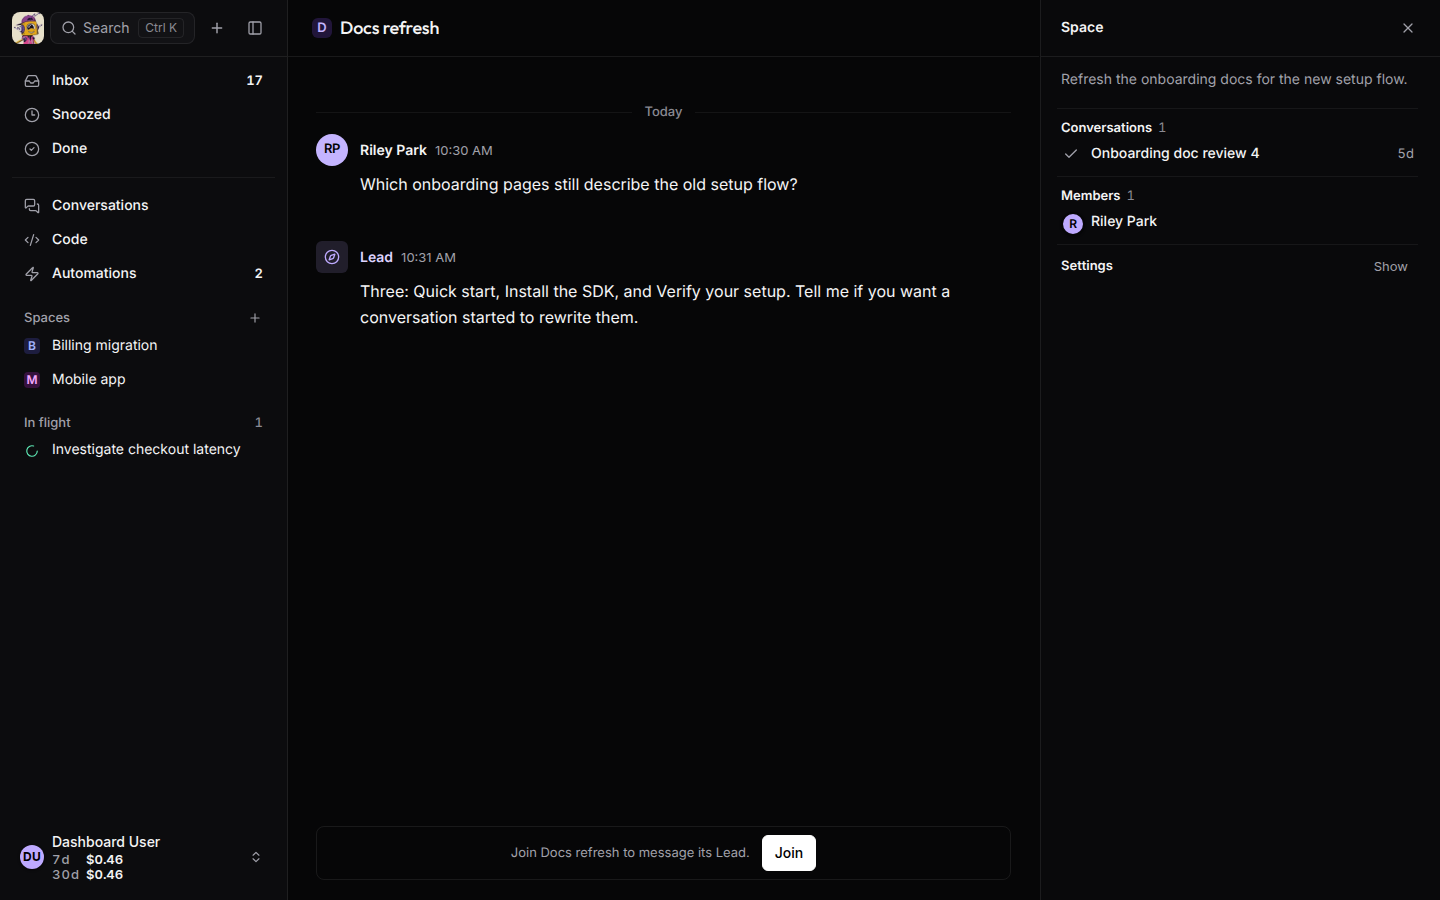 Search Ctrl K
Inbox 17
Snoozed
Done
Conversations
Code
Automations 2
Spaces
B Billing migration
M Mobile app
In flight 1
Investigate checkout latency
DU Dashboard User
7d $0.46
30d $0.46
D Docs refresh
Today
RP Riley Park 10:30 AM
Which onboarding pages still describe the old setup flow?
Lead 10:31 AM
Three: Quick start, Install the SDK, and Verify your setup. Tell me if you want a
conversation started to rewrite them.
Join Docs refresh to message its Lead. Join
Space
Refresh the onboarding docs for the new setup flow.
Conversations 1
Onboarding doc review 4 5d
Members 1
R Riley Park
Settings Show